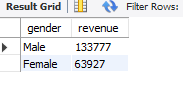 Result Grid Filter Rows:
gender revenue
Male 133777
Female 63927